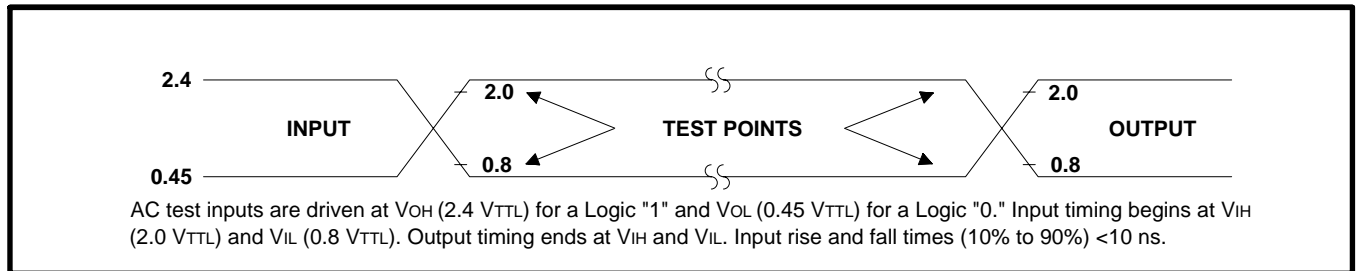 2.4
2.0
2.0
INPUT
TEST POINTS
OUTPUT
0.8
0.8
0.45
AC test inputs are driven at VOH (2.4 VTTL) for a Logic "1" and VOL (0.45 VTTL) for a Logic "0." Input timing begins at VIH
(2.0 VTTL) and VIL (0.8 VTTL). Output timing ends at VIH and VIL. Input rise and fall times (10% to 90%) <10 ns.